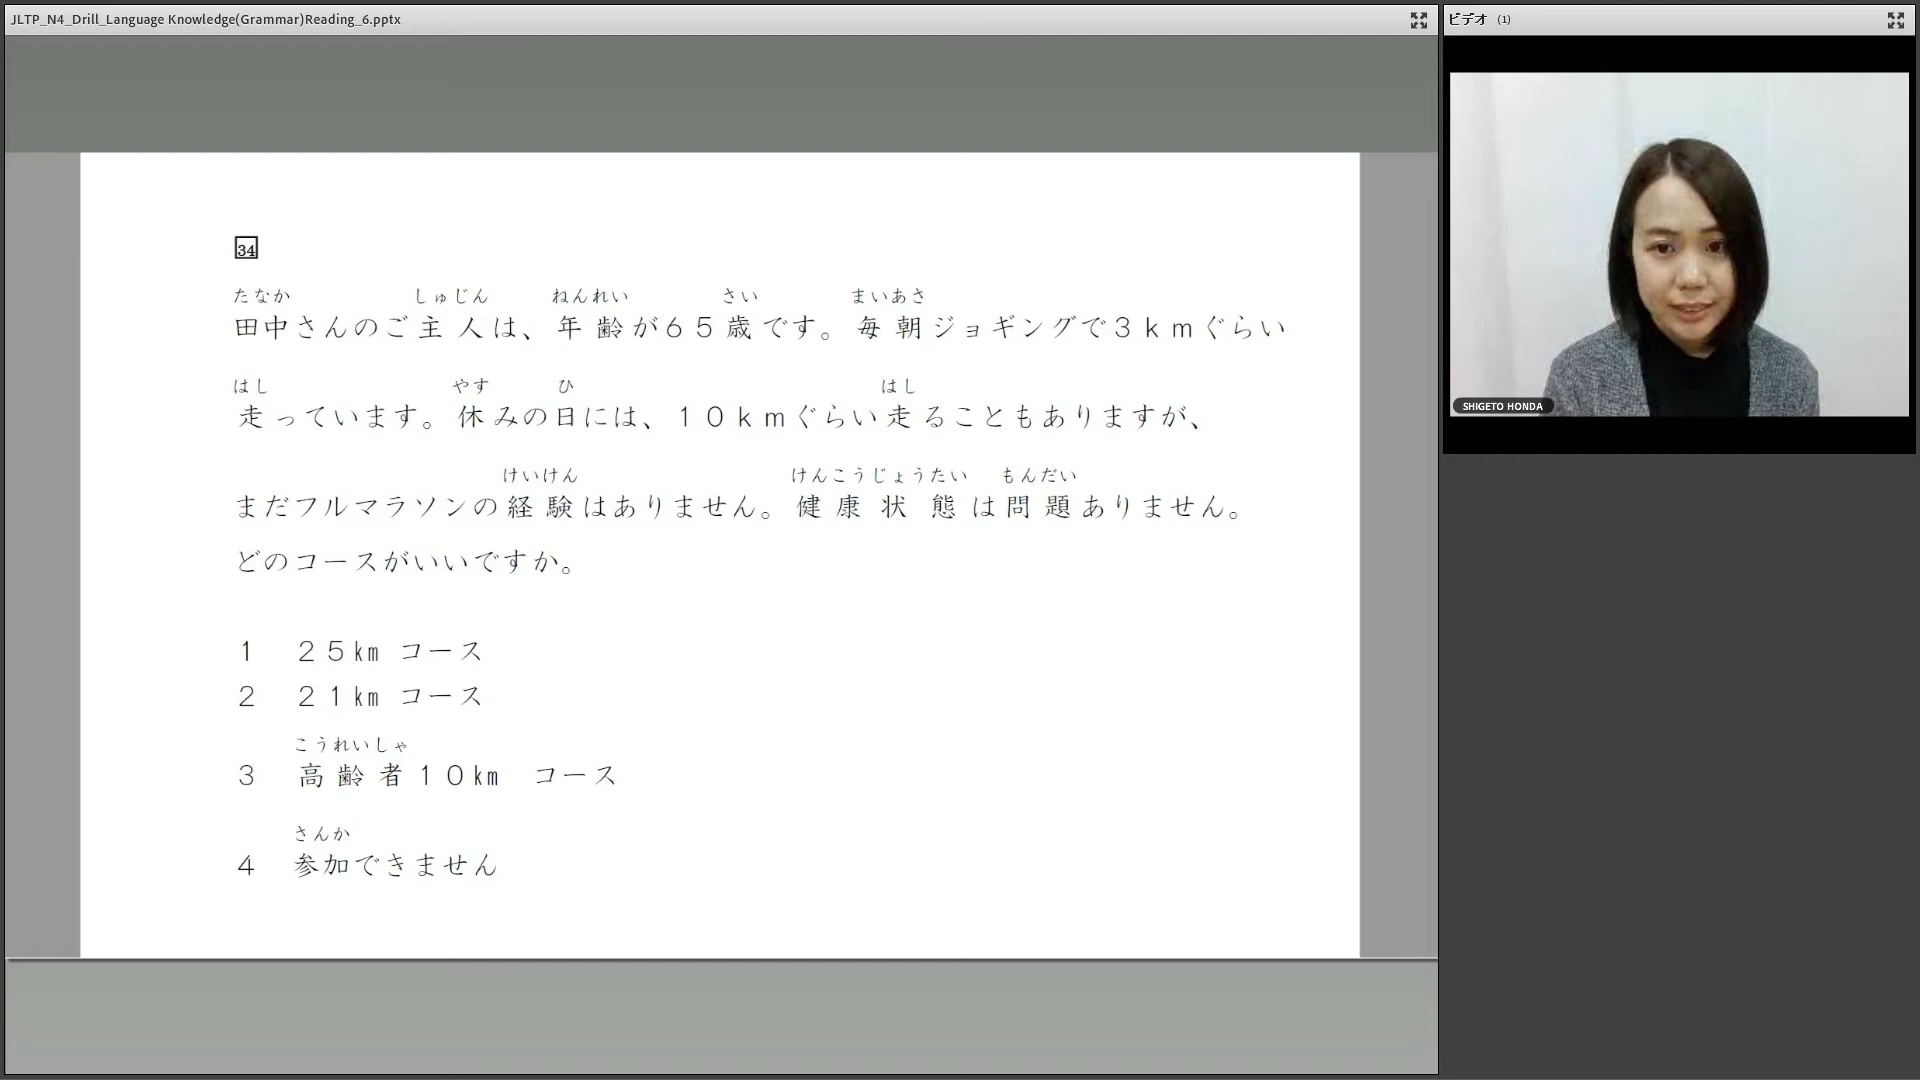 JLTP_N4_Drill_Language Knowledge(Grammar)Reading_6.pptx
ビデオ (1)
SHIGETO HONDA
34
たなか しゅじん ねんれい さい まいあさ
田中さんのご主人は、年齢が６５歳です。毎朝ジョギングで３ｋｍぐらい
はし やす ひ はし
走っています。休みの日には、１０ｋｍぐらい走ることもありますが、
けいけん けんこうじょうたい もんだい
まだフルマラソンの経験はありません。健康状態は問題ありません。
どのコースがいいですか。
１ ２５㎞ コース
２ ２１㎞ コース
こうれいしゃ
３ 高齢者１０㎞ コース
さんか
４ 参加できません